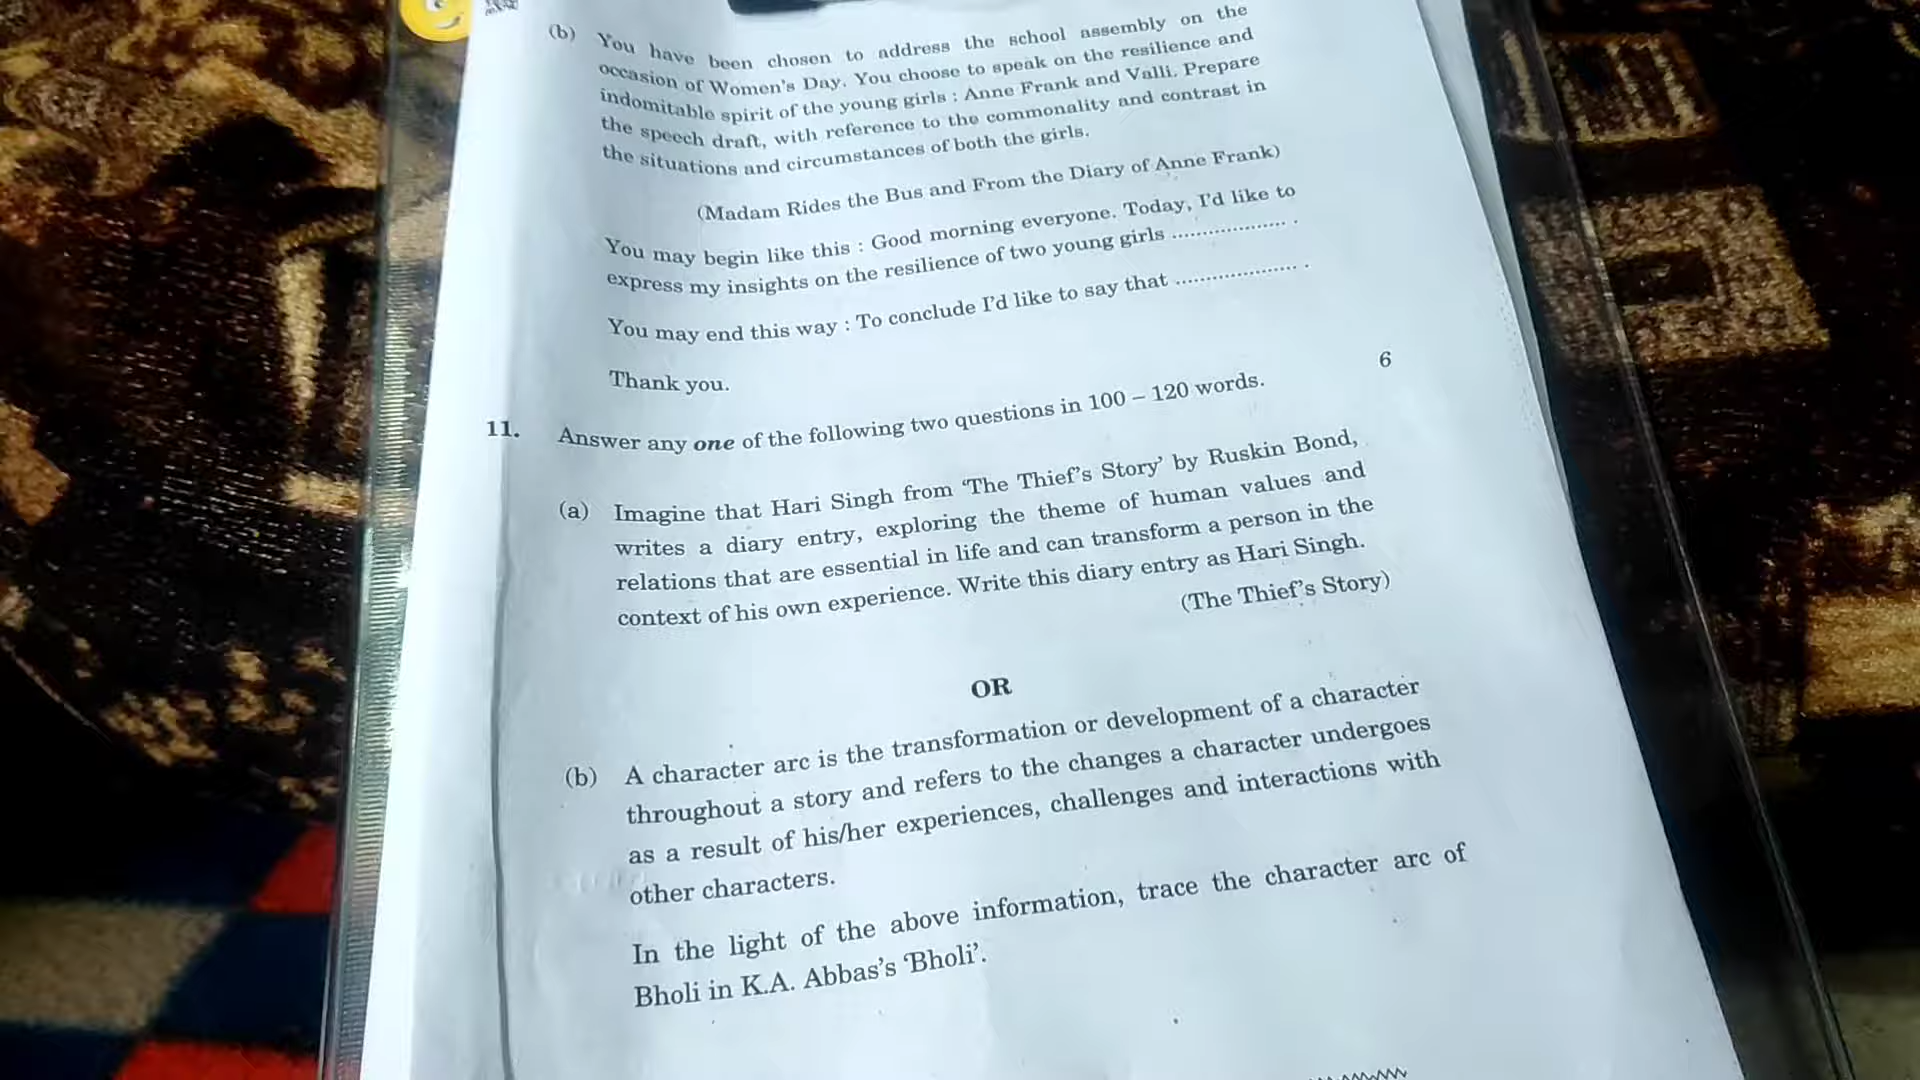 (b) You have been chosen to address the school assembly on the
occasion of Women's Day. You choose to speak on the resilience and
indomitable spirit of the young girls : Anne Frank and Valli. Prepare
the speech draft, with reference to the commonality and contrast in
the situations and circumstances of both the girls.
(Madam Rides the Bus and From the Diary of Anne Frank)
You may begin like this : Good morning everyone. Today, I'd like to
express my insights on the resilience of two young girls ................... .
You may end this way : To conclude I'd like to say that .................... .
Thank you.
6
11. Answer any one of the following two questions in 100 – 120 words.
(a) Imagine that Hari Singh from 'The Thief's Story' by Ruskin Bond,
writes a diary entry, exploring the theme of human values and
relations that are essential in life and can transform a person in the
context of his own experience. Write this diary entry as Hari Singh.
(The Thief's Story)
OR
(b) A character arc is the transformation or development of a character
throughout a story and refers to the changes a character undergoes
as a result of his/her experiences, challenges and interactions with
other characters.
In the light of the above information, trace the character arc of
Bholi in K.A. Abbas's 'Bholi'.